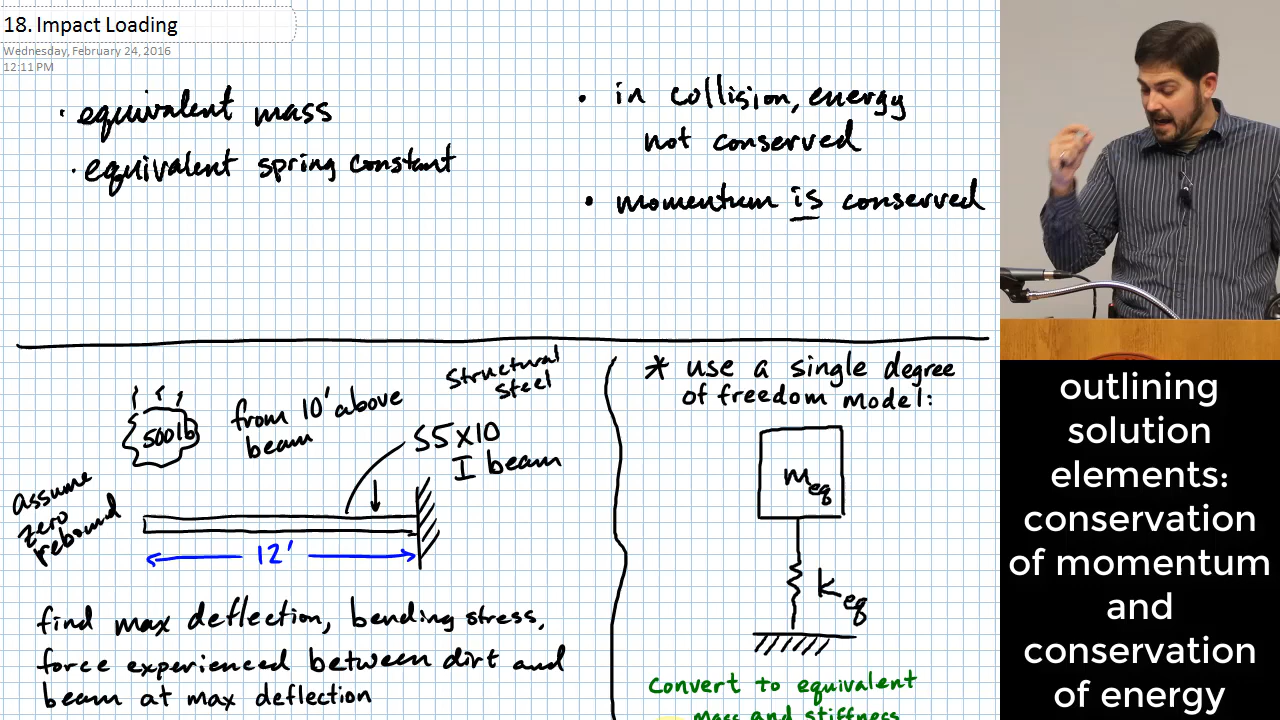 18. Impact Loading
Wednesday, February 24, 2016
12:11 PM
· equivalent mass
· equivalent spring constant
• in collision, energy
not conserved
• momentum is conserved
500lb
from 10' above
beam
structural
steel
S5x10
I beam
assume
zero
rebound
12'
find max deflection, bending stress,
force experienced between dirt and
beam at max deflection
* use a single degree
of freedom model:
meq
keq
convert to equivalent
mass and stiffness
outlining
solution
elements:
conservation
of momentum
and
conservation
of energy